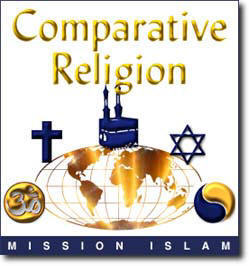 Comparative
Religion
ॐ
MISSION ISLAM